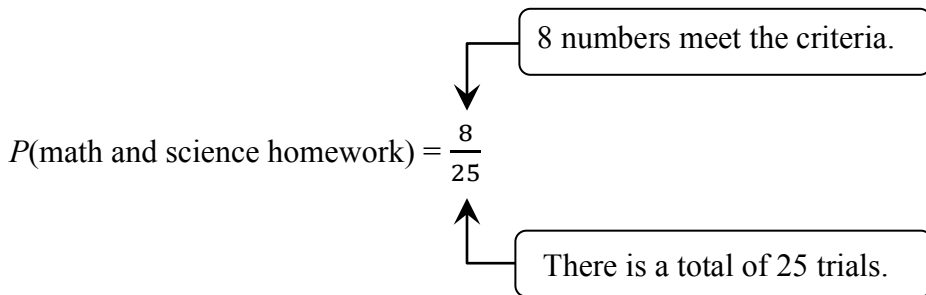 8 numbers meet the criteria.
P(math and science homework) = 8/25
There is a total of 25 trials.